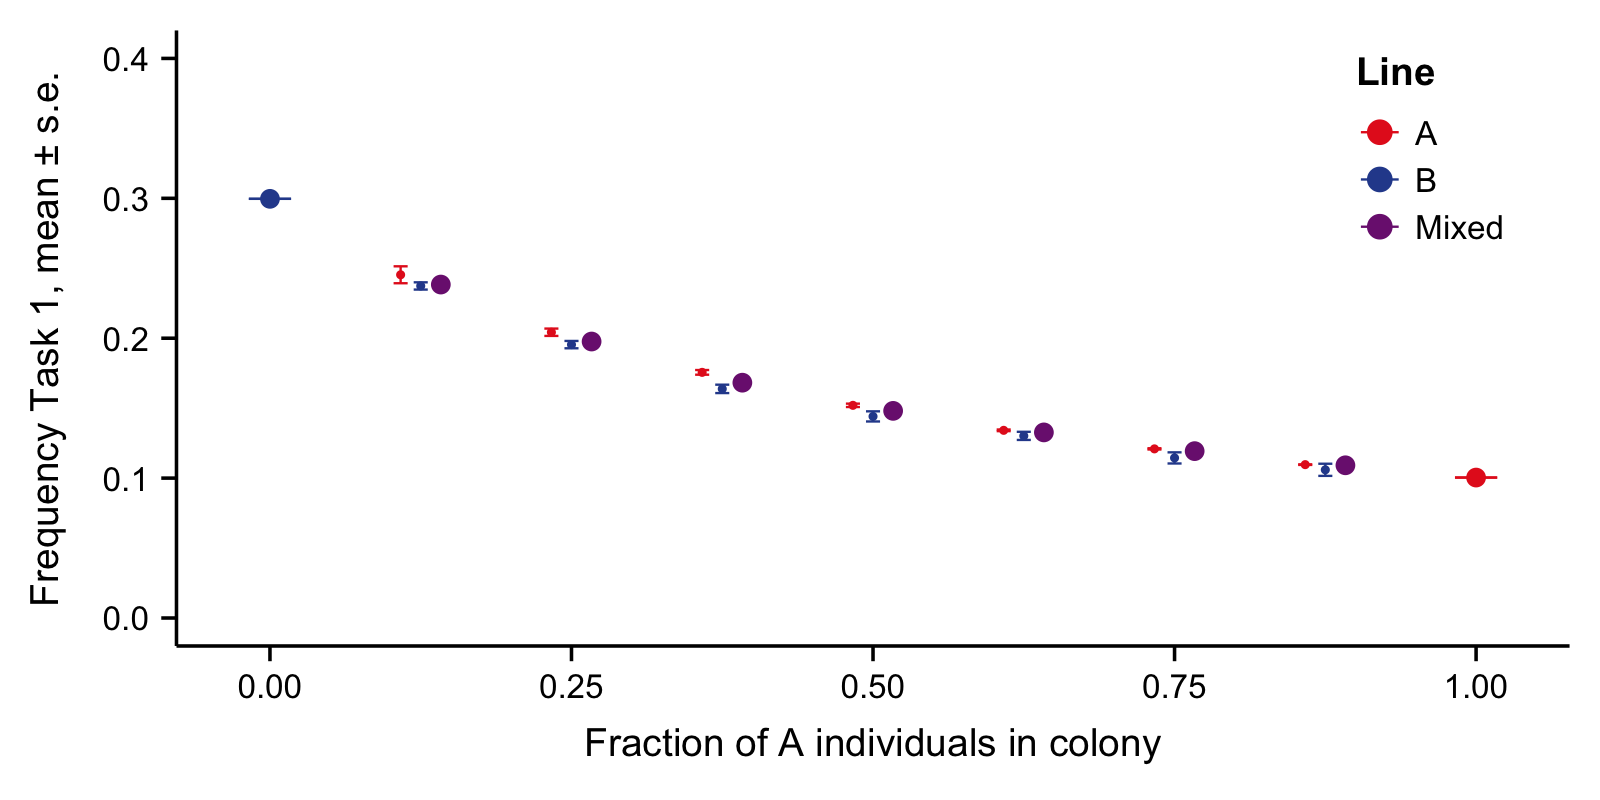 Frequency Task 1, mean ± s.e.
0.4
0.3
0.2
0.1
0.0
Line
A
B
Mixed
0.00 0.25 0.50 0.75 1.00
Fraction of A individuals in colony